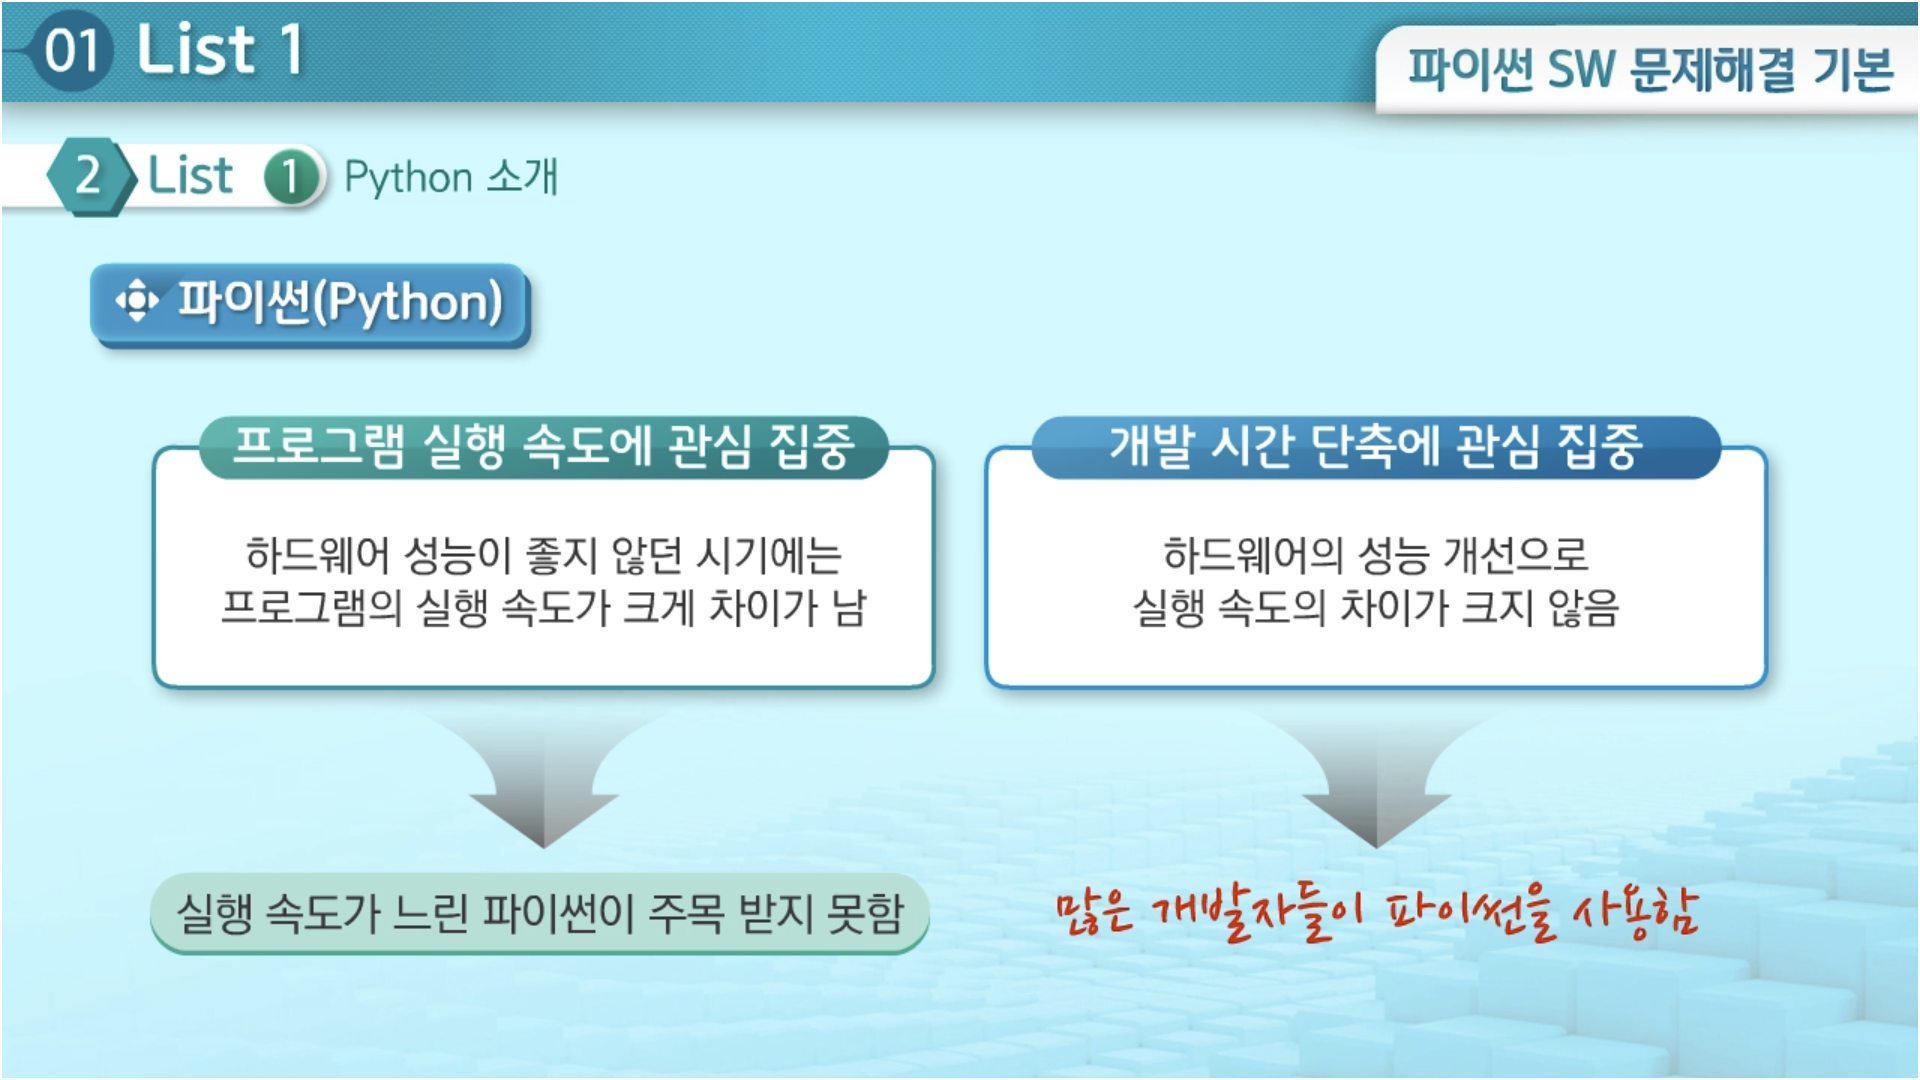 01 List 1
파이썬 SW 문제해결 기본
2 List 1 Python 소개
파이썬(Python)
프로그램 실행 속도에 관심 집중
하드웨어 성능이 좋지 않던 시기에는
프로그램의 실행 속도가 크게 차이가 남
실행 속도가 느린 파이썬이 주목 받지 못함
개발 시간 단축에 관심 집중
하드웨어의 성능 개선으로
실행 속도의 차이가 크지 않음
많은 개발자들이 파이썬을 사용함